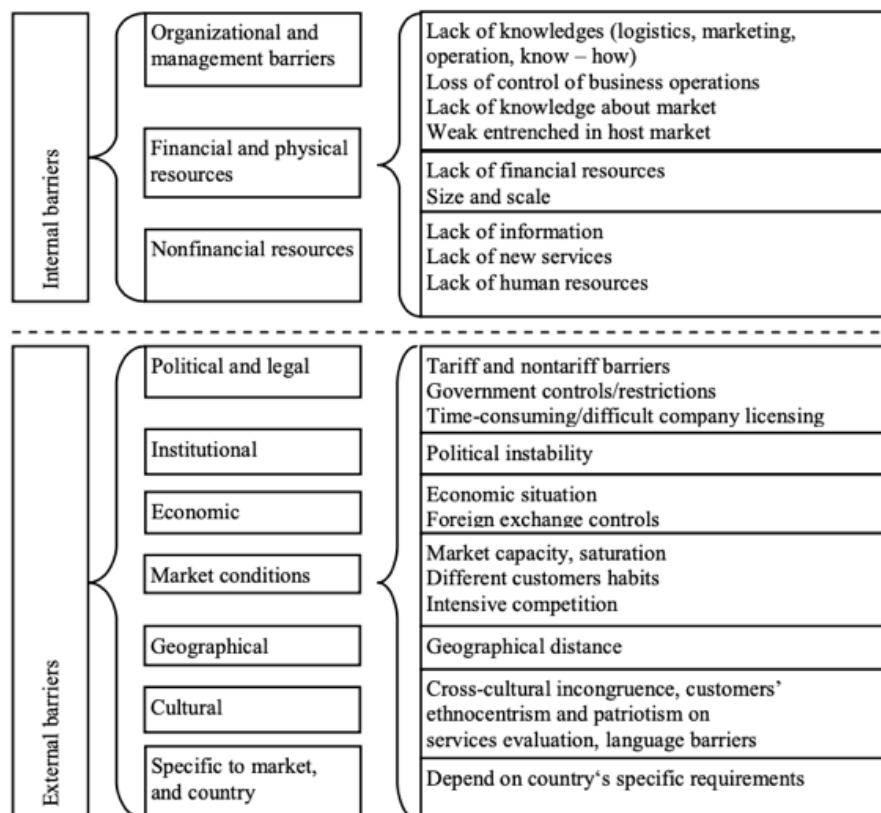 Internal barriers
Organizational and
management barriers
Lack of knowledges (logistics, marketing,
operation, know – how)
Loss of control of business operations
Lack of knowledge about market
Weak entrenched in host market
Financial and physical
resources
Lack of financial resources
Size and scale
Nonfinancial resources
Lack of information
Lack of new services
Lack of human resources
External barriers
Political and legal
Tariff and nontariff barriers
Government controls/restrictions
Time-consuming/difficult company licensing
Institutional
Political instability
Economic
Economic situation
Foreign exchange controls
Market conditions
Market capacity, saturation
Different customers habits
Intensive competition
Geographical
Geographical distance
Cultural
Cross-cultural incongruence, customers’
ethnocentrism and patriotism on
services evaluation, language barriers
Specific to market,
and country
Depend on country‘s specific requirements